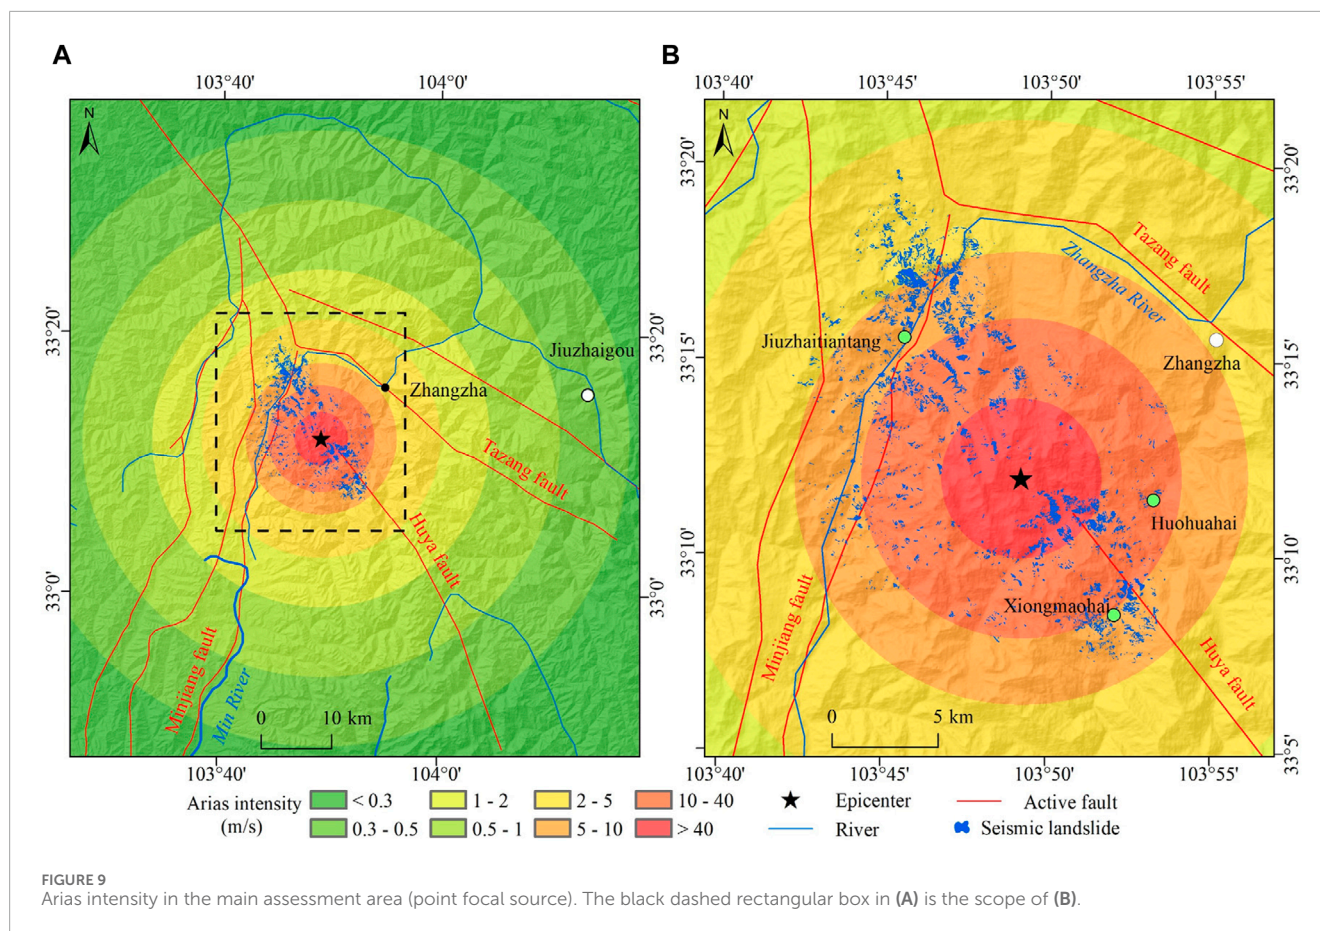 A
B
103°40'
104°0'
103°40'
103°45'
103°50'
103°55'
N
N
33°20'
33°20'
33°20'
33°20'
Tazang fault
Zhangzha River
Jiuzhaitiantang
Jiuzhaigou
33°15'
33°15'
Zhangzha
Zhangzha
Tazang fault
Huohuahai
Huya fault
33°10'
33°10'
33°0'
33°0'
Xiongmaohai
Minjiang fault
Minjiang fault
Huya fault
Min River
0 10 km
0 5 km
33°5'
103°40'
104°0'
103°40'
103°45'
103°50'
103°55'
Arias intensity
(m/s)
< 0.3
1 - 2
2 - 5
10 - 40
Epicenter
Active fault
0.3 - 0.5
0.5 - 1
5 - 10
> 40
River
Seismic landslide
FIGURE 9
Arias intensity in the main assessment area (point focal source). The black dashed rectangular box in (A) is the scope of (B).